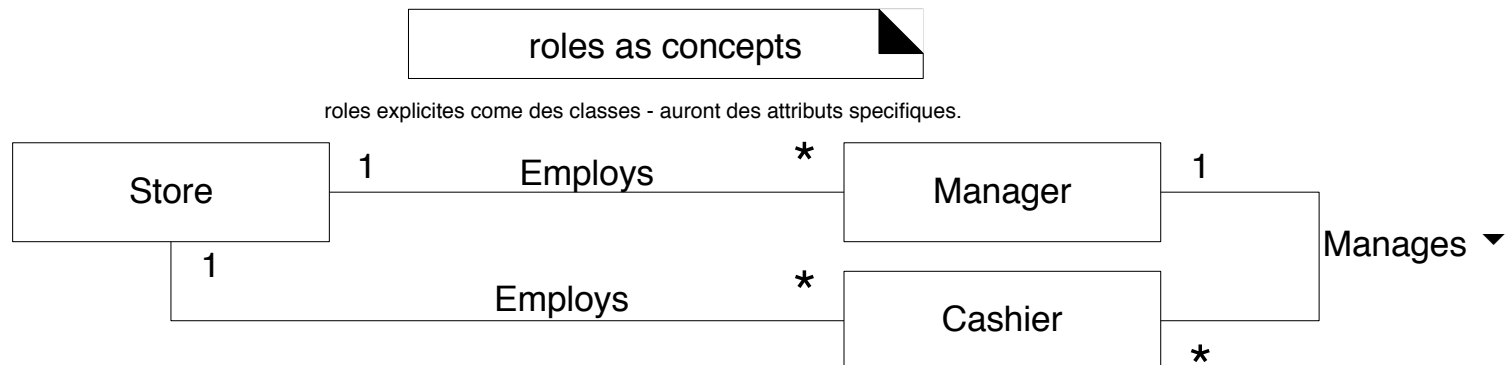 roles as concepts
roles explicites come des classes - auront des attributs specifiques.
1 Employs *
Store
Manager
1
Manages
1
Employs *
Cashier
*